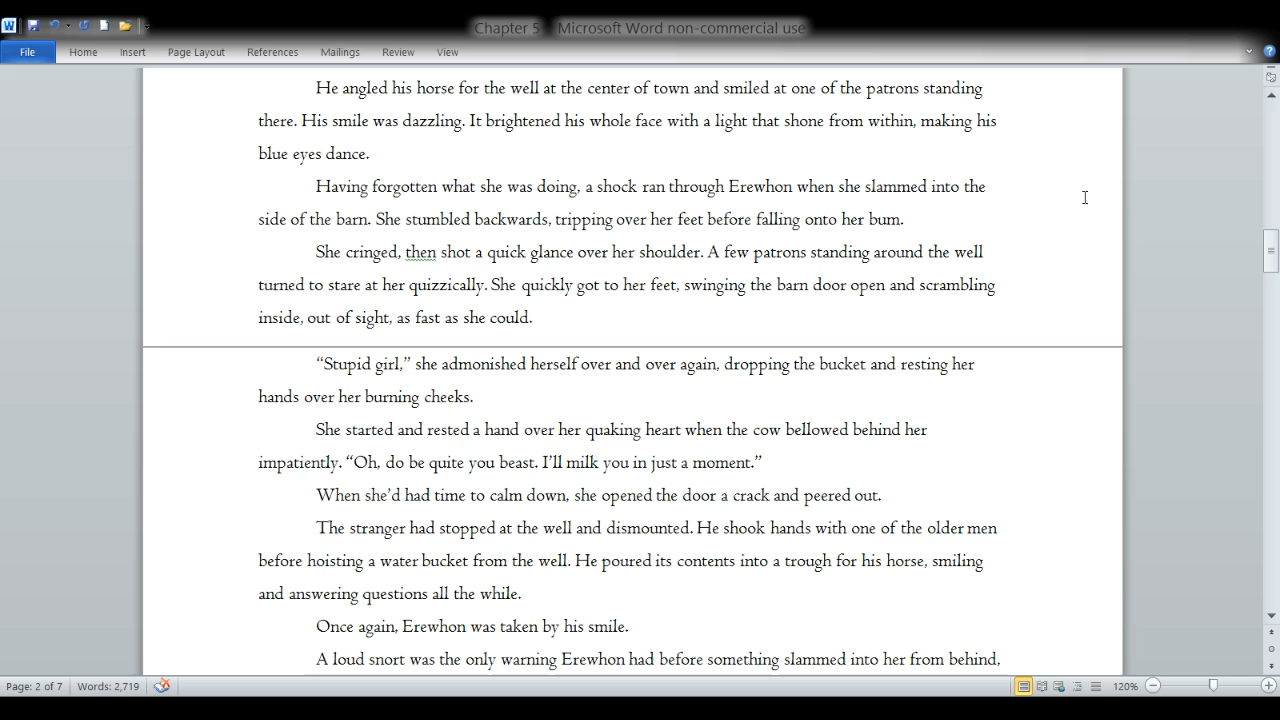 Chapter 5 Microsoft Word non-commercial use
File Home Insert Page Layout References Mailings Review View
He angled his horse for the well at the center of town and smiled at one of the patrons standing
there. His smile was dazzling. It brightened his whole face with a light that shone from within, making his
blue eyes dance.
Having forgotten what she was doing, a shock ran through Erewhon when she slammed into the
side of the barn. She stumbled backwards, tripping over her feet before falling onto her bum.
She cringed, then shot a quick glance over her shoulder. A few patrons standing around the well
turned to stare at her quizzically. She quickly got to her feet, swinging the barn door open and scrambling
inside, out of sight, as fast as she could.
“Stupid girl,” she admonished herself over and over again, dropping the bucket and resting her
hands over her burning cheeks.
She started and rested a hand over her quaking heart when the cow bellowed behind her
impatiently. “Oh, do be quite you beast. I’ll milk you in just a moment.”
When she’d had time to calm down, she opened the door a crack and peered out.
The stranger had stopped at the well and dismounted. He shook hands with one of the older men
before hoisting a water bucket from the well. He poured its contents into a trough for his horse, smiling
and answering questions all the while.
Once again, Erewhon was taken by his smile.
A loud snort was the only warning Erewhon had before something slammed into her from behind,
Page: 2 of 7 Words: 2,719 120%